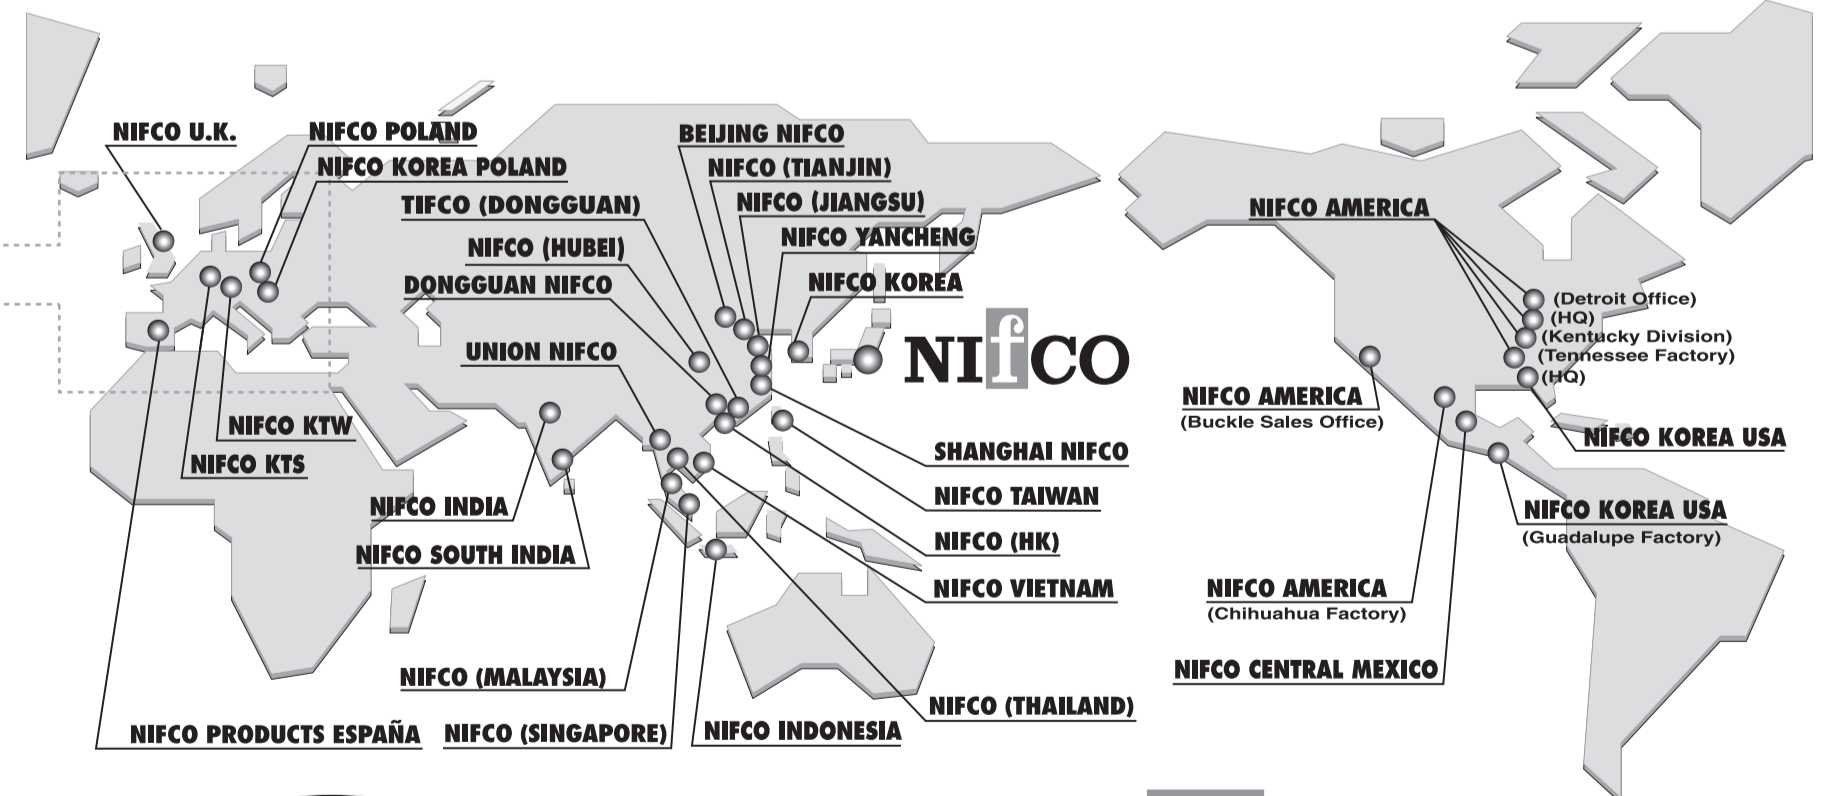 NIFCO U.K.
NIFCO POLAND
NIFCO KOREA POLAND
TIFCO (DONGGUAN)
NIFCO (HUBEI)
DONGGUAN NIFCO
UNION NIFCO
BEIJING NIFCO
NIFCO (TIANJIN)
NIFCO (JIANGSU)
NIFCO YANCHENG
NIFCO KOREA
NIfCO
NIFCO KTW
NIFCO KTS
NIFCO INDIA
NIFCO SOUTH INDIA
NIFCO (MALAYSIA)
NIFCO PRODUCTS ESPAÑA
NIFCO (SINGAPORE)
NIFCO INDONESIA
SHANGHAI NIFCO
NIFCO TAIWAN
NIFCO (HK)
NIFCO VIETNAM
NIFCO (THAILAND)
NIFCO AMERICA
(Detroit Office)
(HQ)
(Kentucky Division)
(Tennessee Factory)
(HQ)
NIFCO AMERICA
(Buckle Sales Office)
NIFCO KOREA USA
NIFCO KOREA USA
(Guadalupe Factory)
NIFCO AMERICA
(Chihuahua Factory)
NIFCO CENTRAL MEXICO